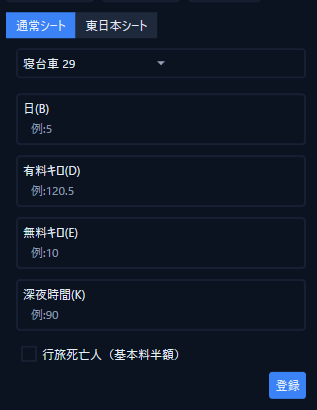 通常シート 東日本シート
寝台車 29
日(B)
例:5
有料キロ(D)
例:120.5
無料キロ(E)
例:10
深夜時間(K)
例:90
行旅死亡人（基本料半額）
登録